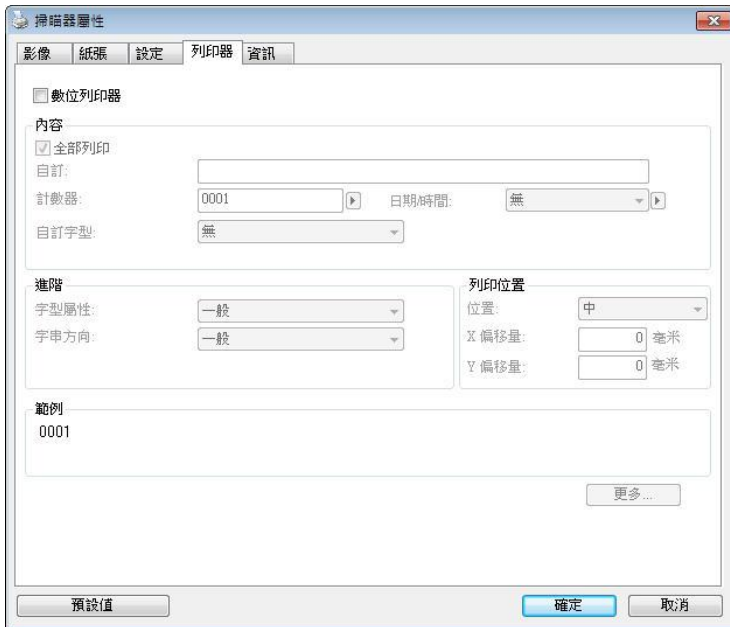 掃瞄器屬性
影像 紙張 設定 列印器 資訊
數位列印器
內容
全部列印
自訂:
計數器: 0001 日期/時間: 無
自訂字型: 無
進階
字型屬性: 一般
字串方向: 一般
列印位置
位置: 中
X 偏移量: 0 毫米
Y 偏移量: 0 毫米
範例
0001
更多...
預設值 確定 取消